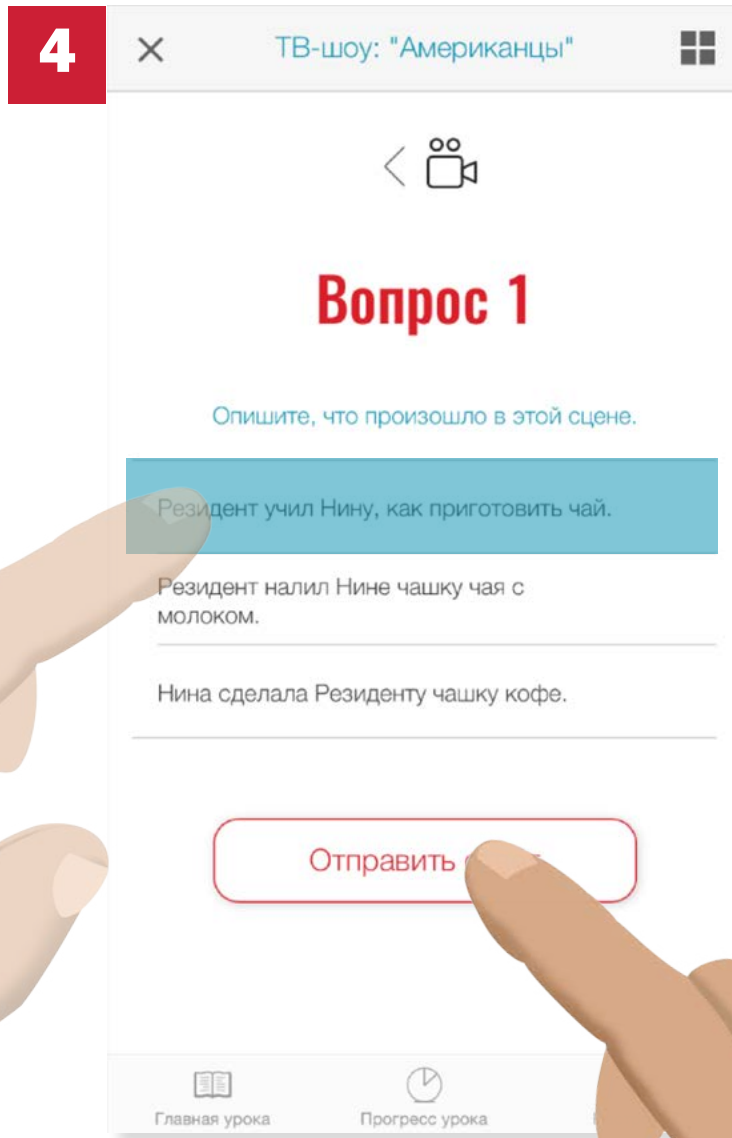 4
ТВ-шоу: "Американцы"
Вопрос 1
Опишите, что произошло в этой сцене.
Резидент учил Нину, как приготовить чай.
Резидент налил Нине чашку чая с
молоком.
Нина сделала Резиденту чашку кофе.
Отправить
Главная урока
Прогресс урока